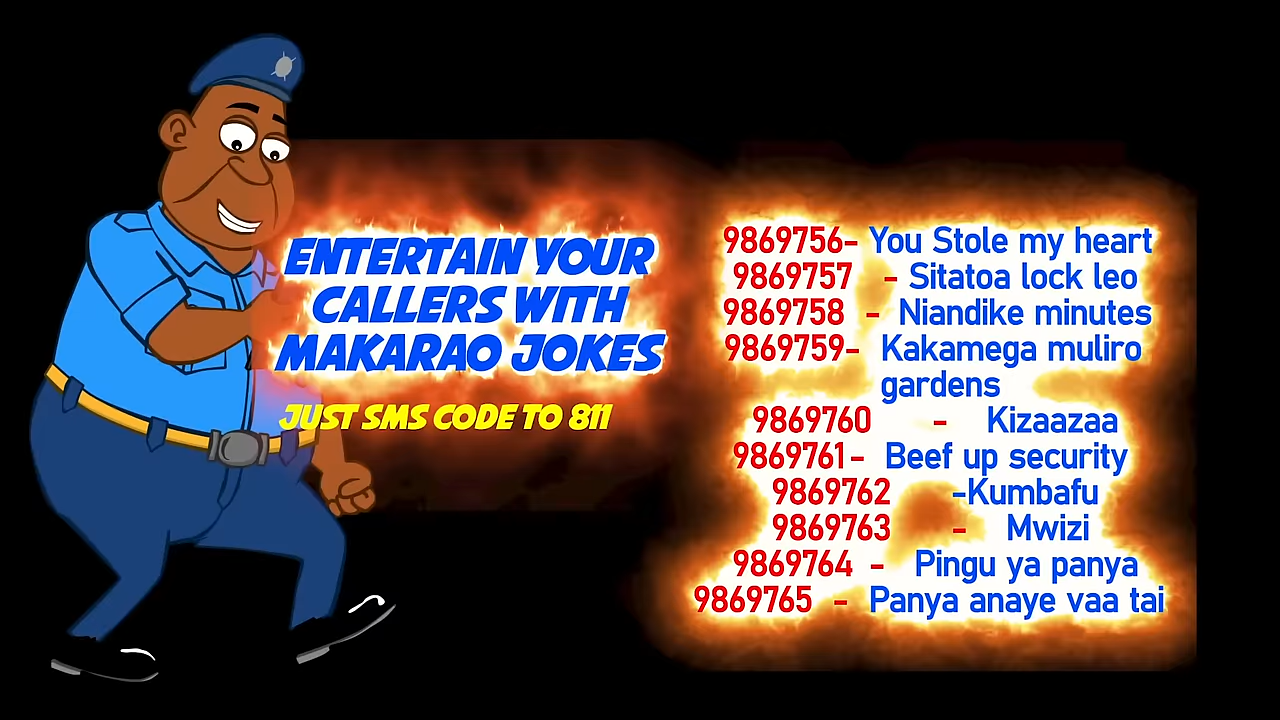 ENTERTAIN YOUR
CALLERS WITH
MAKARAO JOKES
JUST SMS CODE TO 811
9869756- You Stole my heart
9869757 - Sitatoa lock leo
9869758 - Niandike minutes
9869759- Kakamega muliro
gardens
9869760 - Kizaazaa
9869761- Beef up security
9869762 -Kumbafu
9869763 - Mwizi
9869764 - Pingu ya panya
9869765 - Panya anaye vaa tai